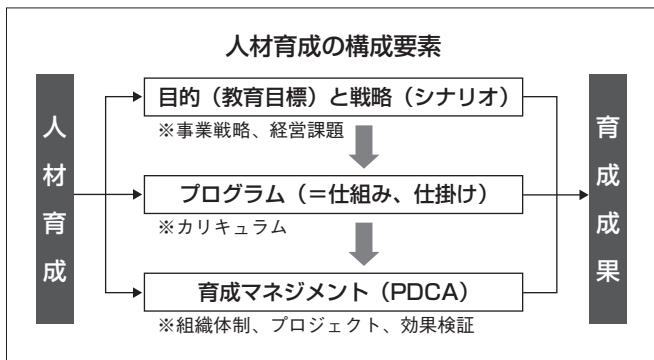 人材育成の構成要素
人材育成
目的（教育目標）と戦略（シナリオ）
※事業戦略、経営課題
プログラム（＝仕組み、仕掛け）
※カリキュラム
育成マネジメント（PDCA）
※組織体制、プロジェクト、効果検証
育成成果